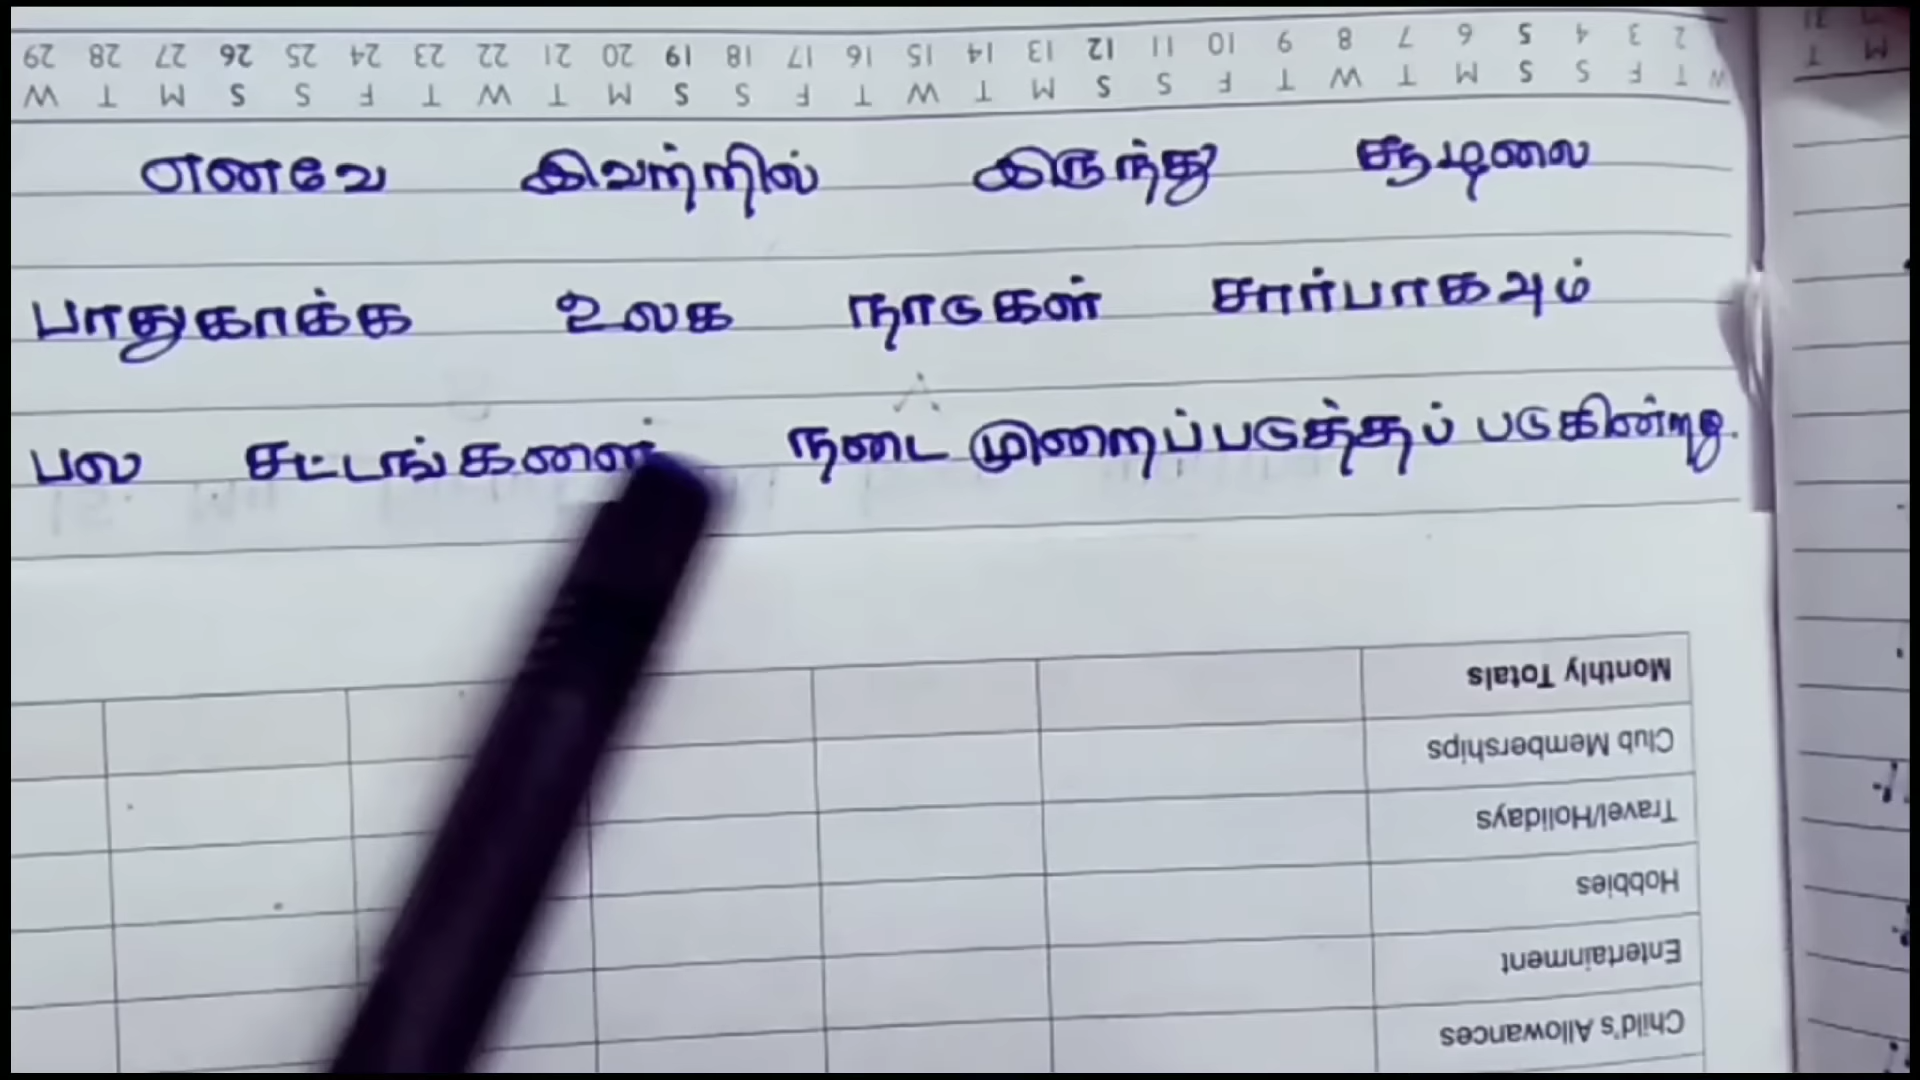 29 28 27 26 25 24 23 22 21 20 19 18 17 16 15 14 13 12 11 10 9 8 7 6 5 4 3 2
W T M S S F T W T M S S F T W T M S S F T W T M S S F T W
31 T M
எனவே இவற்றில் இருந்து சூழலை
பாதுகாக்க உலக நாடுகள் சார்பாகவும்
பல சட்டங்களை நடைமுறைப்படுத்தப் படுகின்றது.
Monthly Totals
Club Memberships
Travel/Holidays
Hobbies
Entertainment
Child's Allowances